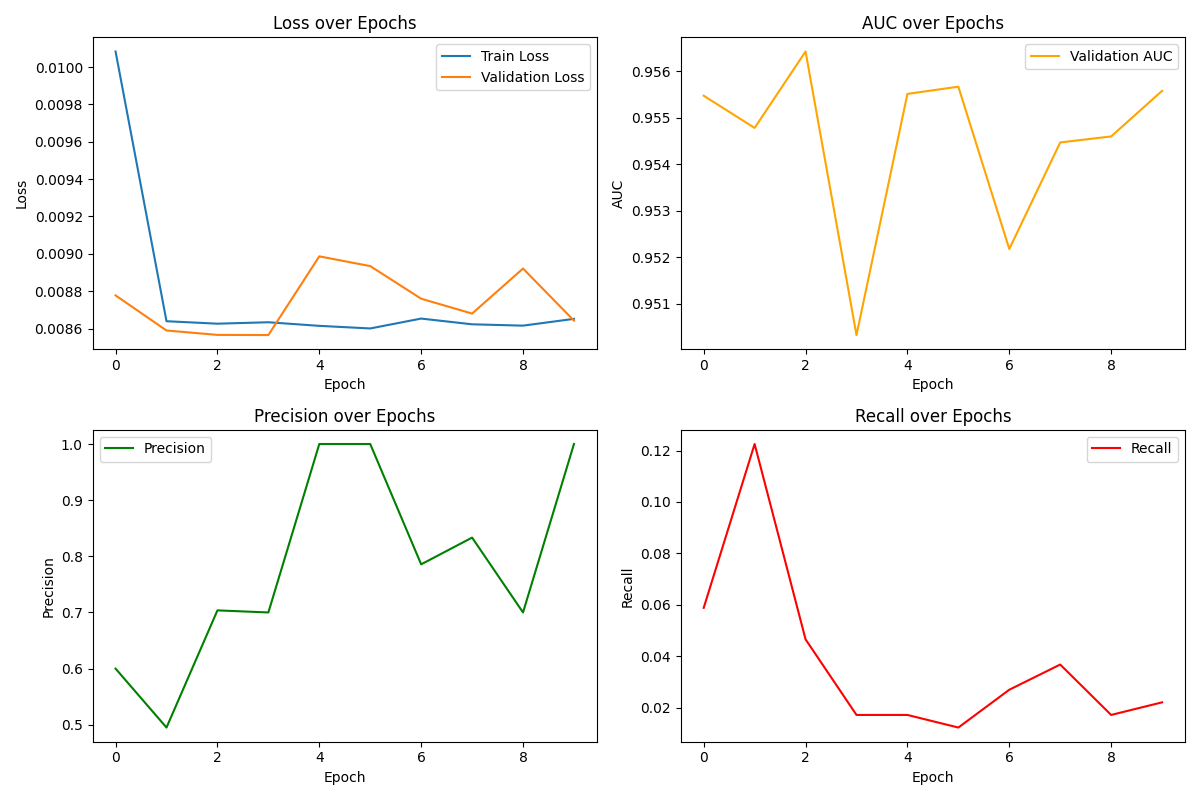 Loss over Epochs
Loss
0.0100
0.0098
0.0096
0.0094
0.0092
0.0090
0.0088
0.0086
Train Loss
Validation Loss
0 2 4 6 8
Epoch
AUC over Epochs
AUC
0.956
0.955
0.954
0.953
0.952
0.951
Validation AUC
0 2 4 6 8
Epoch
Precision over Epochs
Precision
1.0
0.9
0.8
0.7
0.6
0.5
Precision
0 2 4 6 8
Epoch
Recall over Epochs
Recall
0.12
0.10
0.08
0.06
0.04
0.02
Recall
0 2 4 6 8
Epoch